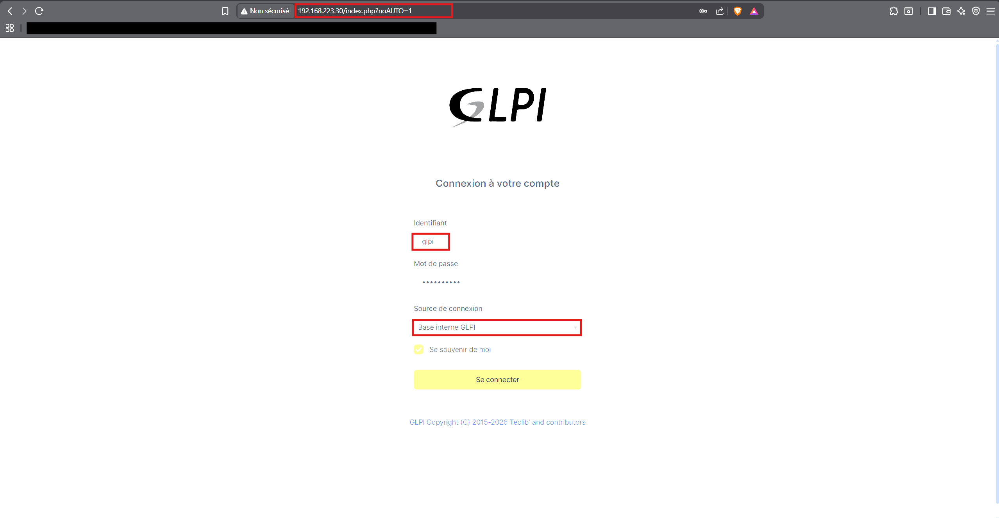 Non sécurisé 192.168.223.30/index.php?noAUTO=1
GLPI
Connexion à votre compte
Identifiant
glpi
Mot de passe
••••••••••
Source de connexion
Base interne GLPI
Se souvenir de moi
Se connecter
GLPI Copyright (C) 2015-2026 Teclib' and contributors